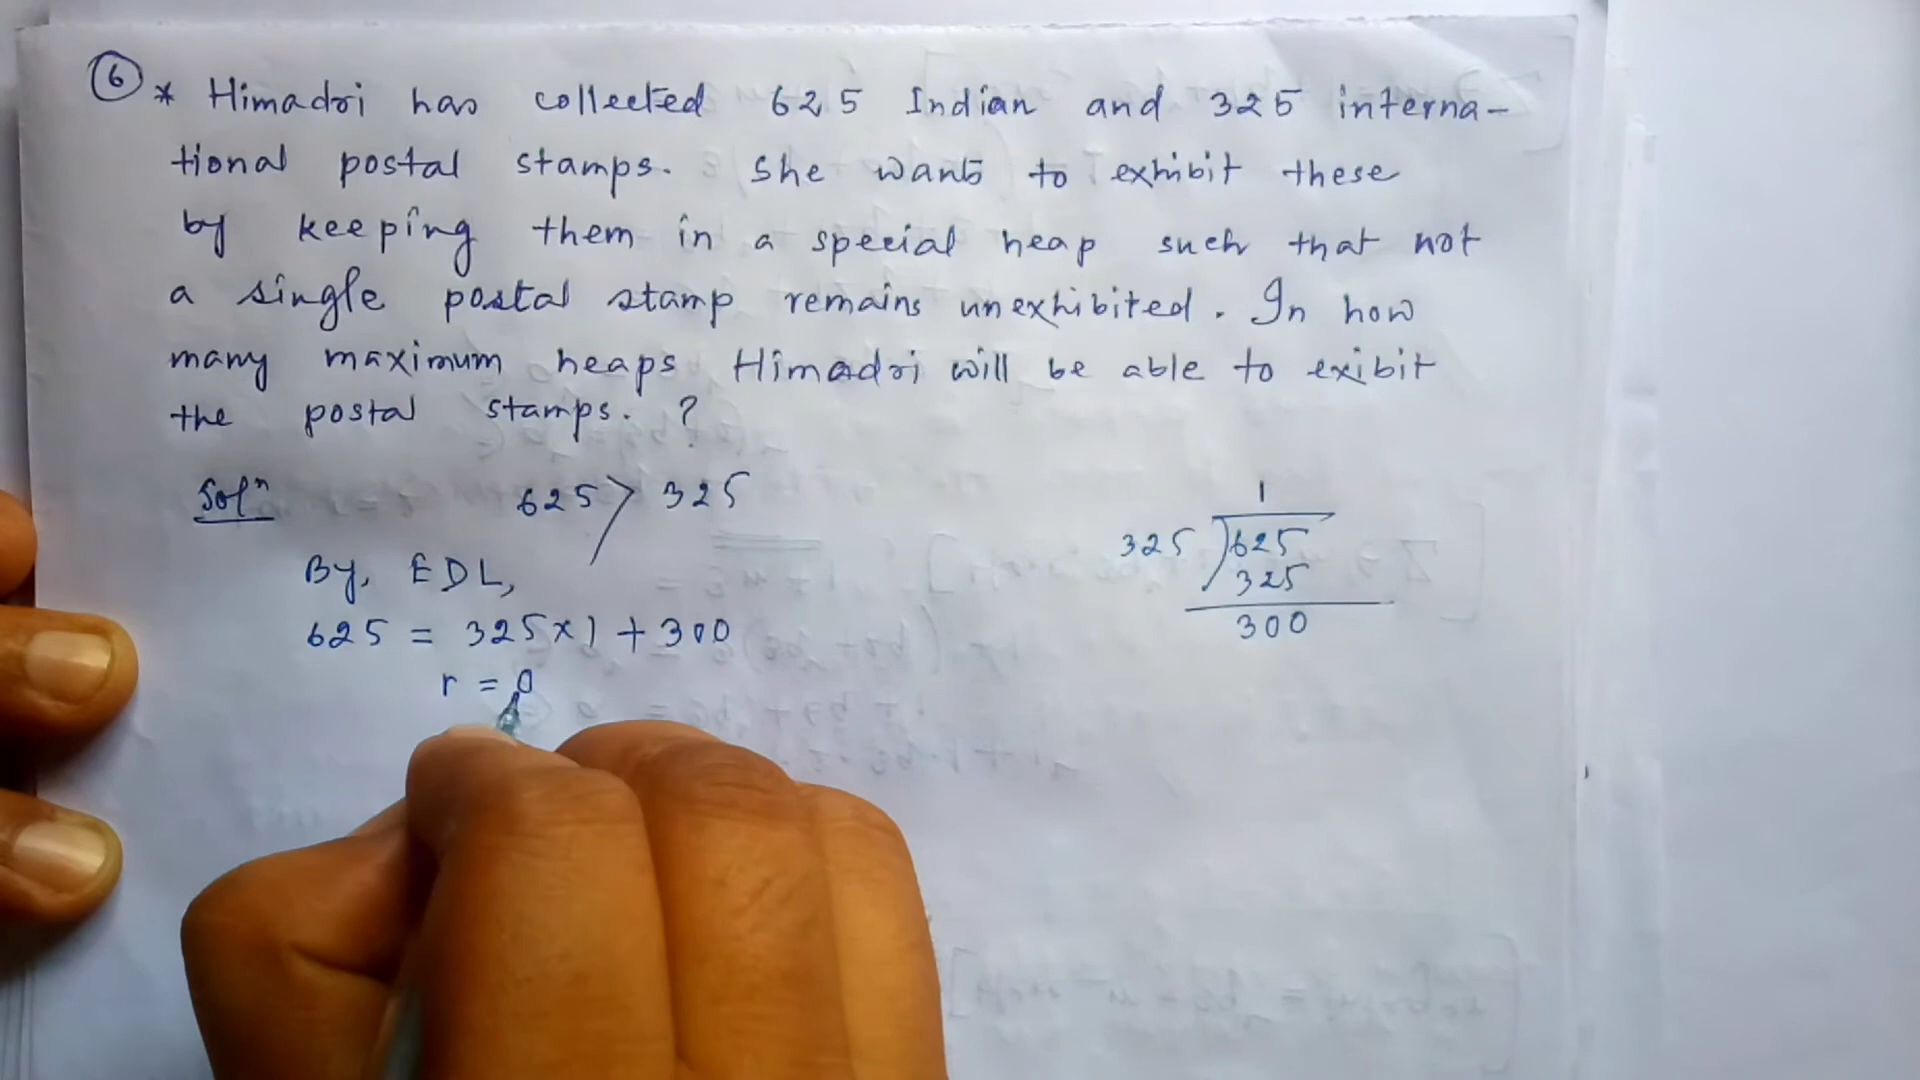 6 * Himadri has collected 625 Indian and 325 interna-
tional postal stamps. She wants to exhibit these
by keeping them in a special heap such that not
a single postal stamp remains unexhibited. In how
many maximum heaps Himadri will be able to exibit
the postal stamps. ?
Solⁿ 625 > 325
By, EDL,
625 = 325 × 1 + 300
r = 0
1
325 ) 625
325
300